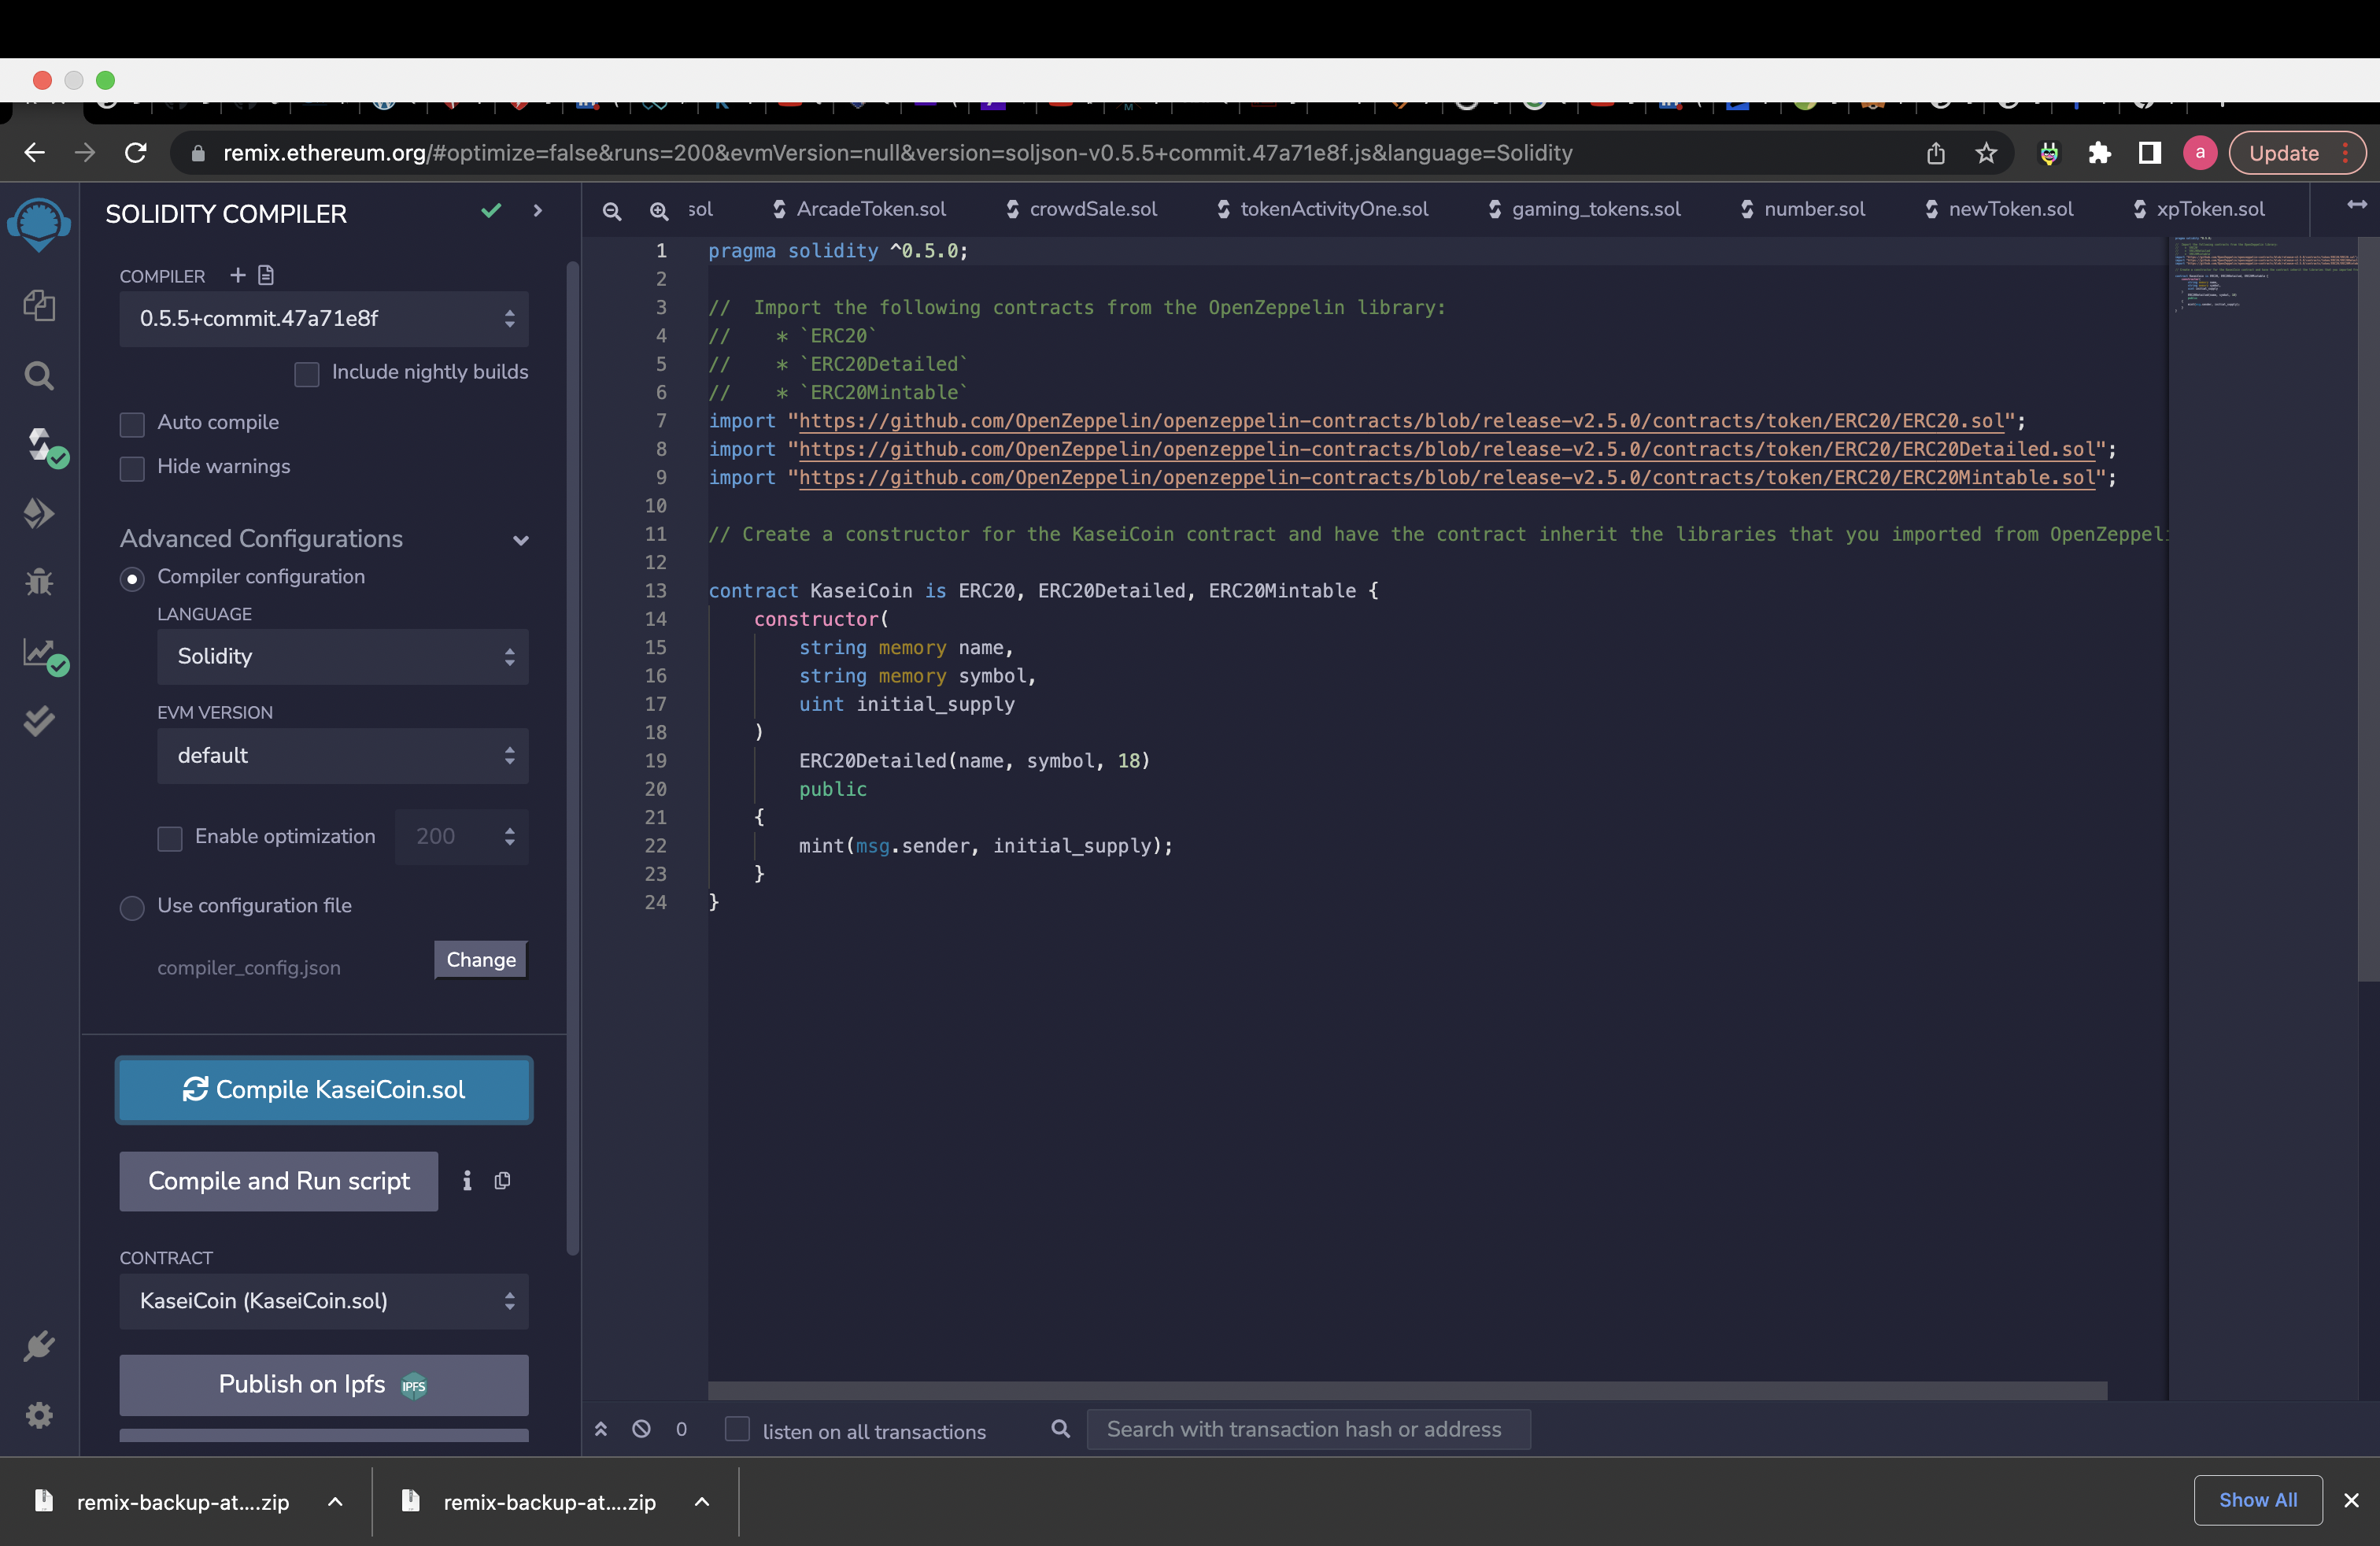 remix.ethereum.org/#optimize=false&runs=200&evmVersion=null&version=soljson-v0.5.5+commit.47a71e8f.js&language=Solidity
a
Update
SOLIDITY COMPILER
COMPILER
0.5.5+commit.47a71e8f
Include nightly builds
Auto compile
Hide warnings
Advanced Configurations
Compiler configuration
LANGUAGE
Solidity
EVM VERSION
default
Enable optimization
200
Use configuration file
compiler_config.json
Change
Compile KaseiCoin.sol
Compile and Run script
CONTRACT
KaseiCoin (KaseiCoin.sol)
Publish on Ipfs
IPFS
sol ArcadeToken.sol crowdSale.sol tokenActivityOne.sol gaming_tokens.sol number.sol newToken.sol xpToken.sol
1 pragma solidity ^0.5.0;
2
3 //  Import the following contracts from the OpenZeppelin library:
4 //    * `ERC20`
5 //    * `ERC20Detailed`
6 //    * `ERC20Mintable`
7 import "https://github.com/OpenZeppelin/openzeppelin-contracts/blob/release-v2.5.0/contracts/token/ERC20/ERC20.sol";
8 import "https://github.com/OpenZeppelin/openzeppelin-contracts/blob/release-v2.5.0/contracts/token/ERC20/ERC20Detailed.sol";
9 import "https://github.com/OpenZeppelin/openzeppelin-contracts/blob/release-v2.5.0/contracts/token/ERC20/ERC20Mintable.sol";
10
11 // Create a constructor for the KaseiCoin contract and have the contract inherit the libraries that you imported from OpenZeppeli
12
13 contract KaseiCoin is ERC20, ERC20Detailed, ERC20Mintable {
14     constructor(
15         string memory name,
16         string memory symbol,
17         uint initial_supply
18     )
19         ERC20Detailed(name, symbol, 18)
20         public
21     {
22         mint(msg.sender, initial_supply);
23     }
24 }
0
listen on all transactions
Search with transaction hash or address
remix-backup-at....zip
remix-backup-at....zip
Show All